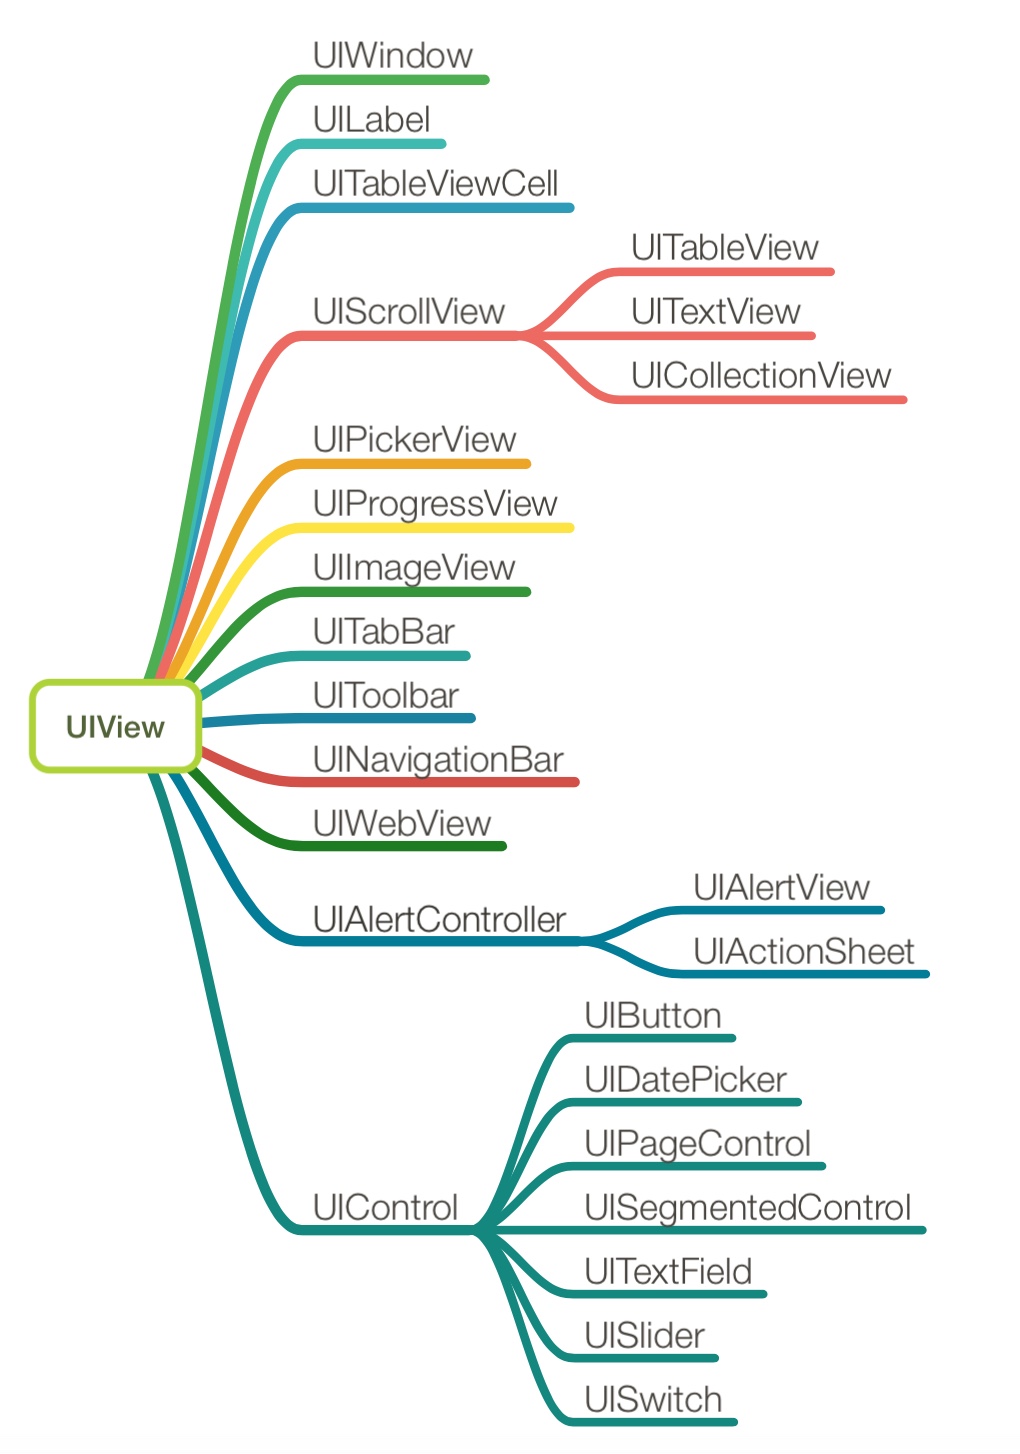 UIWindow
UILabel
UITableViewCell
UITableView
UIScrollView
UITextView
UICollectionView
UIPickerView
UIProgressView
UIImageView
UITabBar
UIToolbar
UIView
UINavigationBar
UIWebView
UIAlertView
UIAlertController
UIActionSheet
UIButton
UIDatePicker
UIPageControl
UIControl
UISegmentedControl
UITextField
UISlider
UISwitch